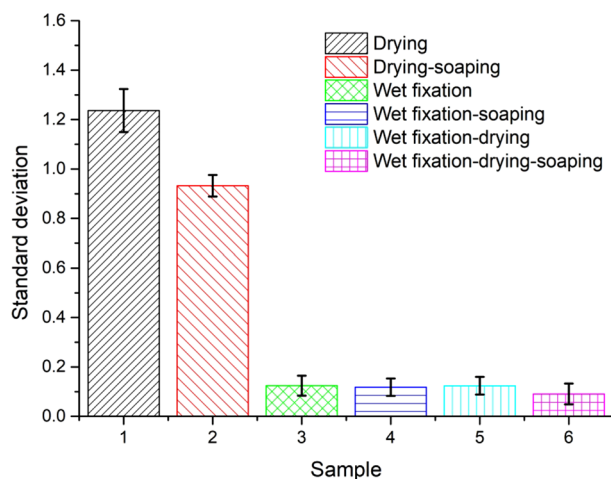 1.6
1.4
1.2
1.0
0.8
0.6
0.4
0.2
0.0
Standard deviation
Drying
Drying-soaping
Wet fixation
Wet fixation-soaping
Wet fixation-drying
Wet fixation-drying-soaping
1 2 3 4 5 6
Sample